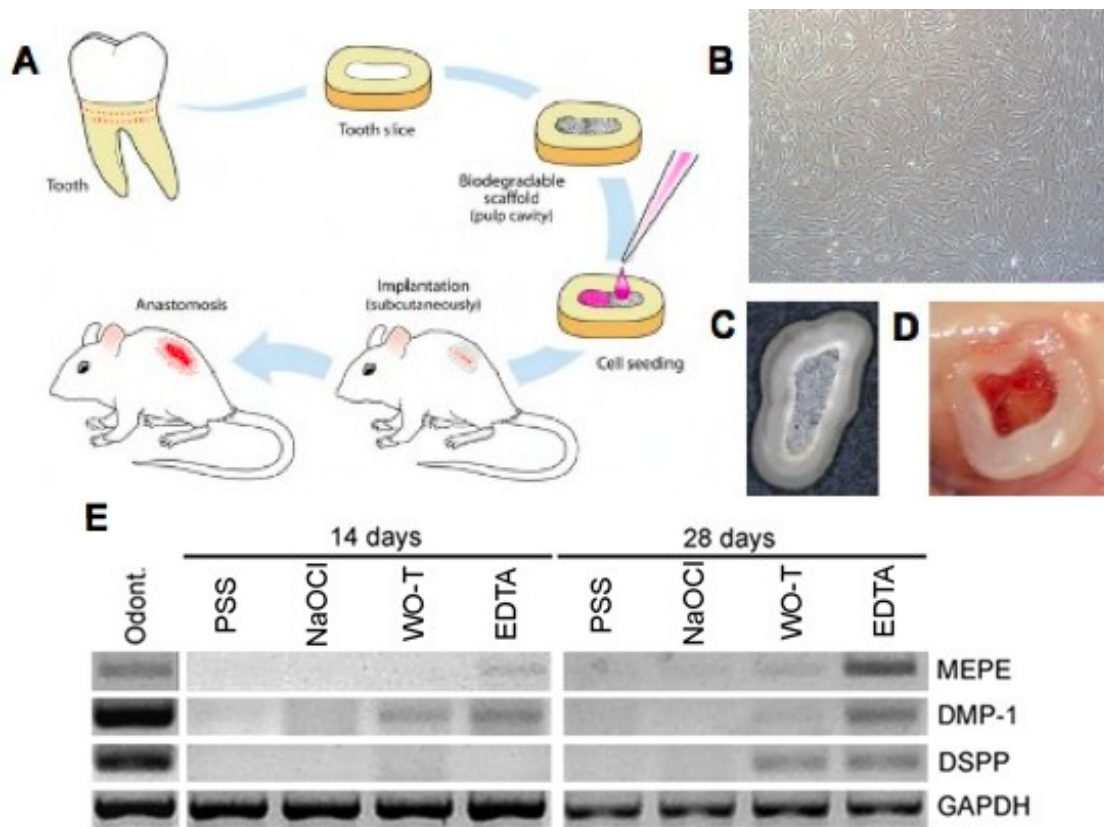 A
Tooth
Tooth slice
Biodegradable
scaffold
(pulp cavity)
Cell seeding
Implantation
(subcutaneously)
Anastomosis
B
C
D
E
14 days
28 days
Odont.
PSS
NaOCl
WO-T
EDTA
PSS
NaOCl
WO-T
EDTA
MEPE
DMP-1
DSPP
GAPDH